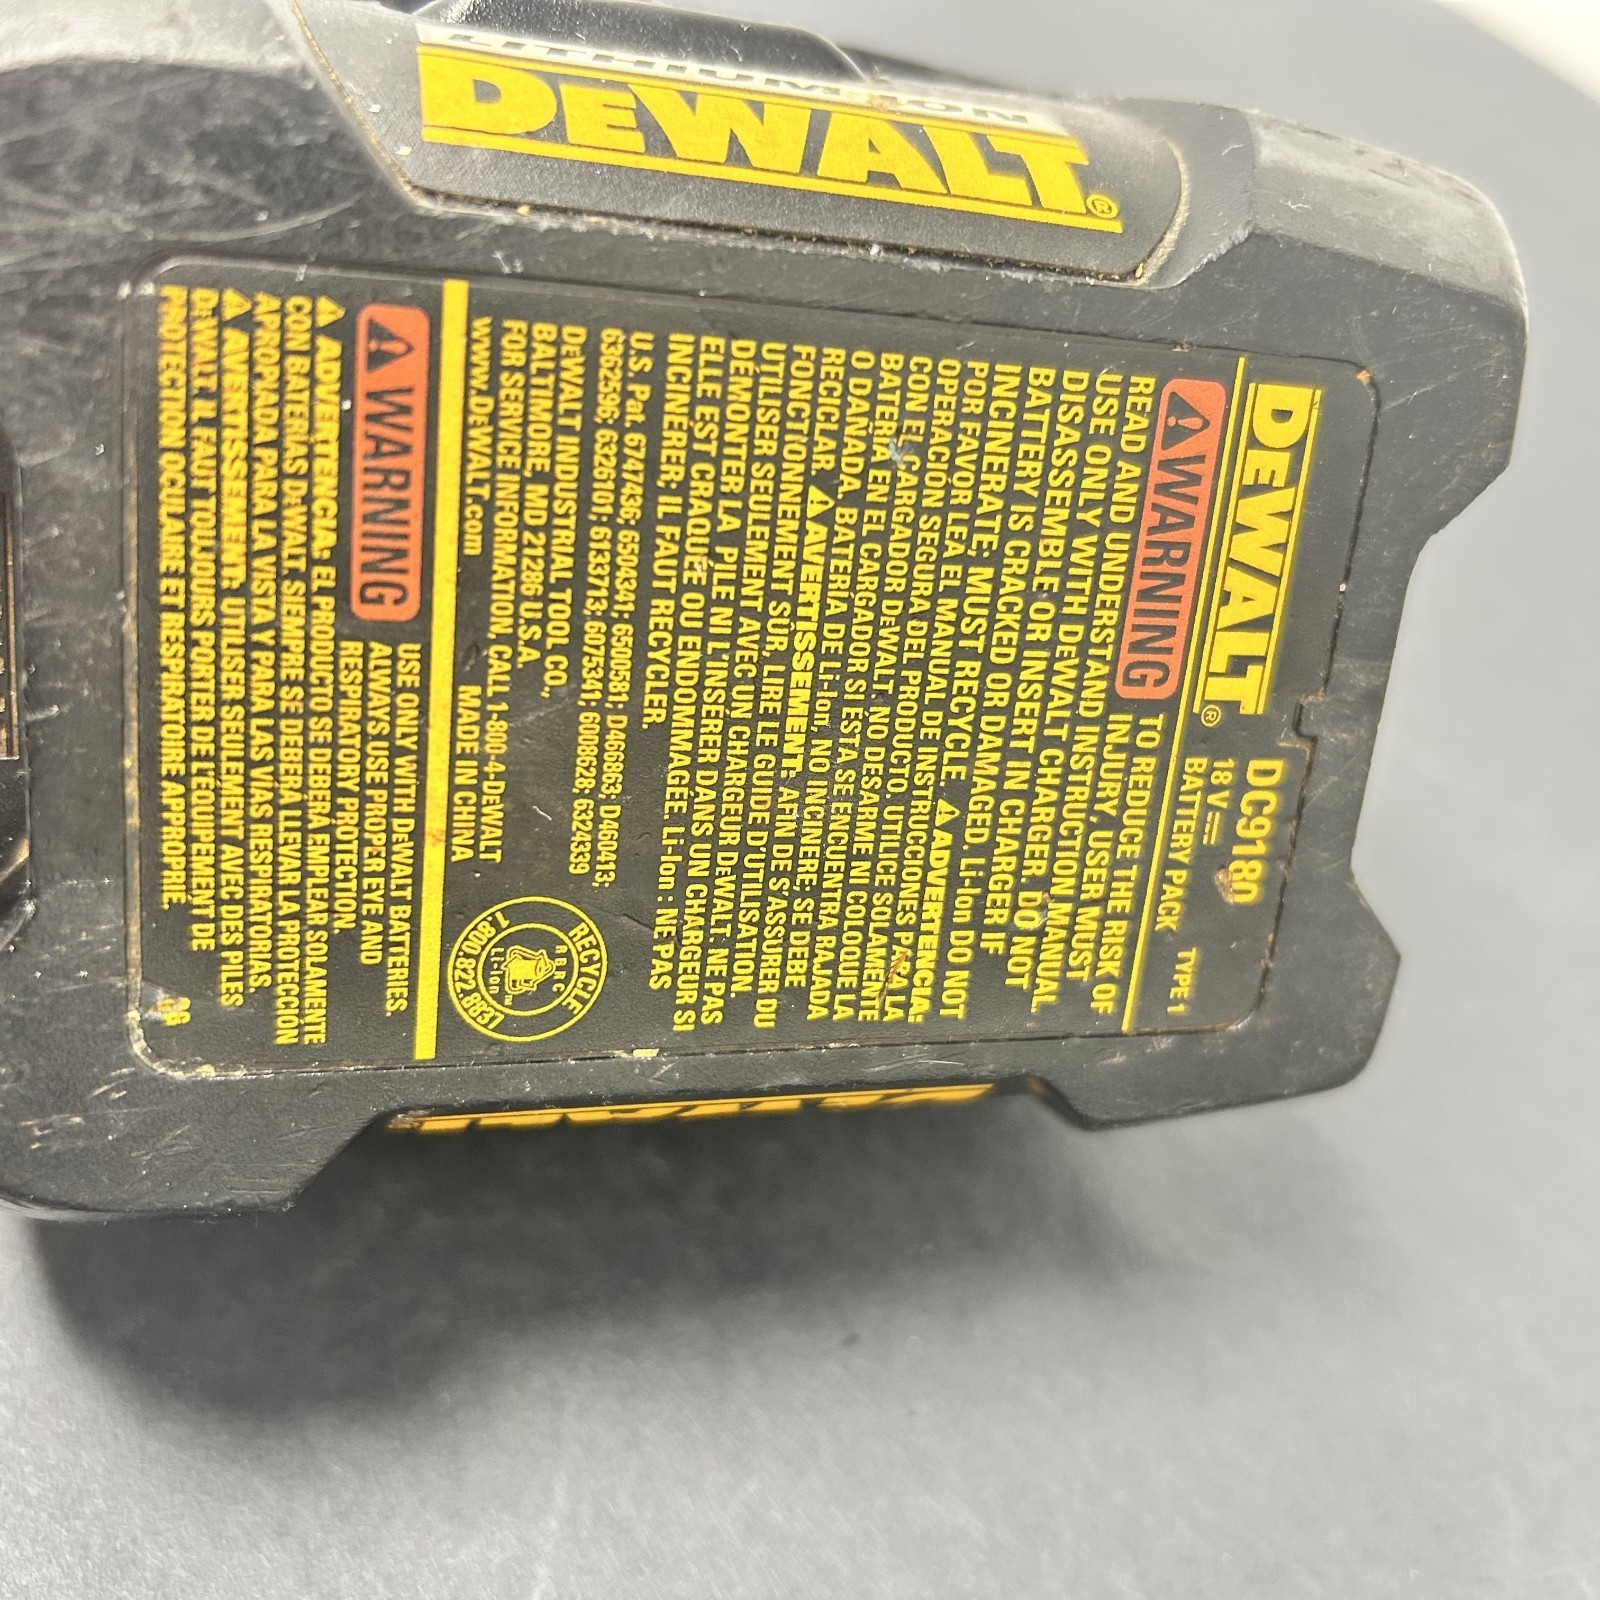 LITHIUM-ION
DEWALT®
DEWALT®
DC9180
18 V
BATTERY PACK TYPE 1
⚠ WARNING
TO REDUCE THE RISK OF
INJURY, USER MUST
READ AND UNDERSTAND INSTRUCTION MANUAL.
USE ONLY WITH DEWALT CHARGER. DO NOT
DISASSEMBLE OR INSERT IN CHARGER IF
BATTERY IS CRACKED OR DAMAGED. Li-Ion DO NOT
INCINERATE; MUST RECYCLE. ⚠ ADVERTENCIA:
POR FAVOR LEA EL MANUAL DE INSTRUCCIONES PARA LA
OPERACIÓN SEGURA DEL PRODUCTO. UTILICE SOLAMENTE
CON EL CARGADOR DEWALT. NO DESARME NI COLOQUE LA
BATERÍA EN EL CARGADOR SI ÉSTA SE ENCUENTRA RAJADA
O DAÑADA. BATERÍA DE Li-Ion, NO INCINERE; SE DEBE
RECICLAR. ⚠ AVERTISSEMENT: AFIN DE S'ASSURER DU
FONCTIONNEMENT SÛR, LIRE LE GUIDE D'UTILISATION.
UTILISER SEULEMENT AVEC UN CHARGEUR DEWALT. NE PAS
DÉMONTER LA PILE NI L'INSERER DANS UN CHARGEUR SI
ELLE EST CRAQUÉE OU ENDOMMAGÉE. Li-Ion : NE PAS
INCINERER; IL FAUT RECYCLER.
U.S. Pat. 6747436; 6504341; 6500581; D466963; D460413;
6362596; 6326101; 6133713; 6075341; 6008628; 6324339
DEWALT INDUSTRIAL TOOL CO.,
BALTIMORE, MD 21286 U.S.A.
FOR SERVICE INFORMATION, CALL 1-800-4-DEWALT
www.DEWALT.com MADE IN CHINA
RECYCLE
RBRC
Li-Ion
TM
1.800.822.8837
⚠ WARNING
USE ONLY WITH DEWALT BATTERIES.
ALWAYS USE PROPER EYE AND
RESPIRATORY PROTECTION.
⚠ ADVERTENCIA: EL PRODUCTO SE DEBERÁ EMPLEAR SOLAMENTE
CON BATERÍAS DEWALT. SIEMPRE SE DEBERÁ LLEVAR LA PROTECCIÓN
APROPIADA PARA LA VISTA Y PARA LAS VÍAS RESPIRATORIAS.
⚠ AVERTISSEMENT: UTILISER SEULEMENT AVEC DES PILES
DEWALT. IL FAUT TOUJOURS PORTER DE L'ÉQUIPEMENT DE
PROTECTION OCULAIRE ET RESPIRATOIRE APPROPRIÉ.